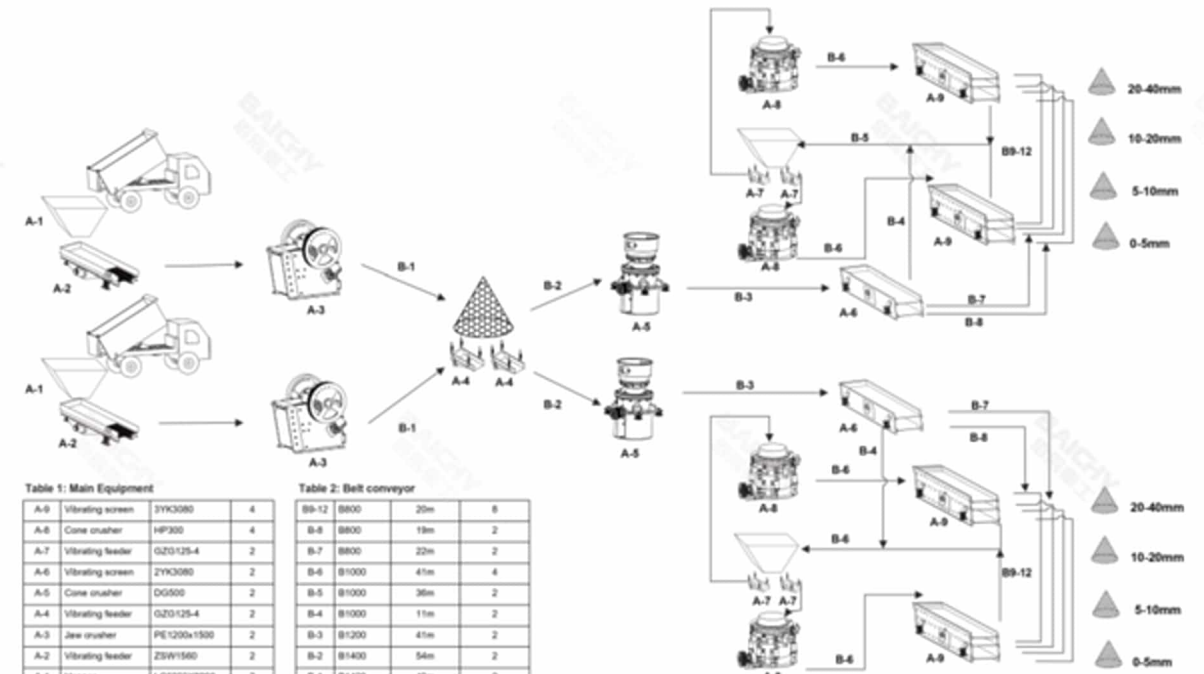 A-8
B-6
A-9
20-40mm
10-20mm
5-10mm
0-5mm
B-5
B9-12
A-7
A-7
A-8
B-6
A-9
B-4
A-1
A-2
A-3
B-1
B-2
A-5
B-3
A-6
B-7
B-8
A-4
A-4
A-1
A-2
A-3
B-1
B-2
A-5
B-3
A-6
B-7
B-8
B-4
A-8
B-6
A-9
20-40mm
10-20mm
5-10mm
0-5mm
B-6
B9-12
A-7
A-7
B-6
A-9
Table 1: Main Equipment
A-9 Vibrating screen 3YK3080 4
A-8 Cone crusher HP300 4
A-7 Vibrating feeder GZG125-4 2
A-6 Vibrating screen 2YK3080 2
A-5 Cone crusher DG500 2
A-4 Vibrating feeder GZG125-4 2
A-3 Jaw crusher PE1200x1500 2
A-2 Vibrating feeder ZSW1560 2
Table 2: Belt conveyor
B9-12 B800 20m 8
B-8 B800 19m 2
B-7 B800 22m 2
B-6 B1000 41m 4
B-5 B1000 36m 2
B-4 B1000 11m 2
B-3 B1200 41m 2
B-2 B1400 54m 2
BAICHY
BAICHY
BAICHY
BAICHY
BAICHY